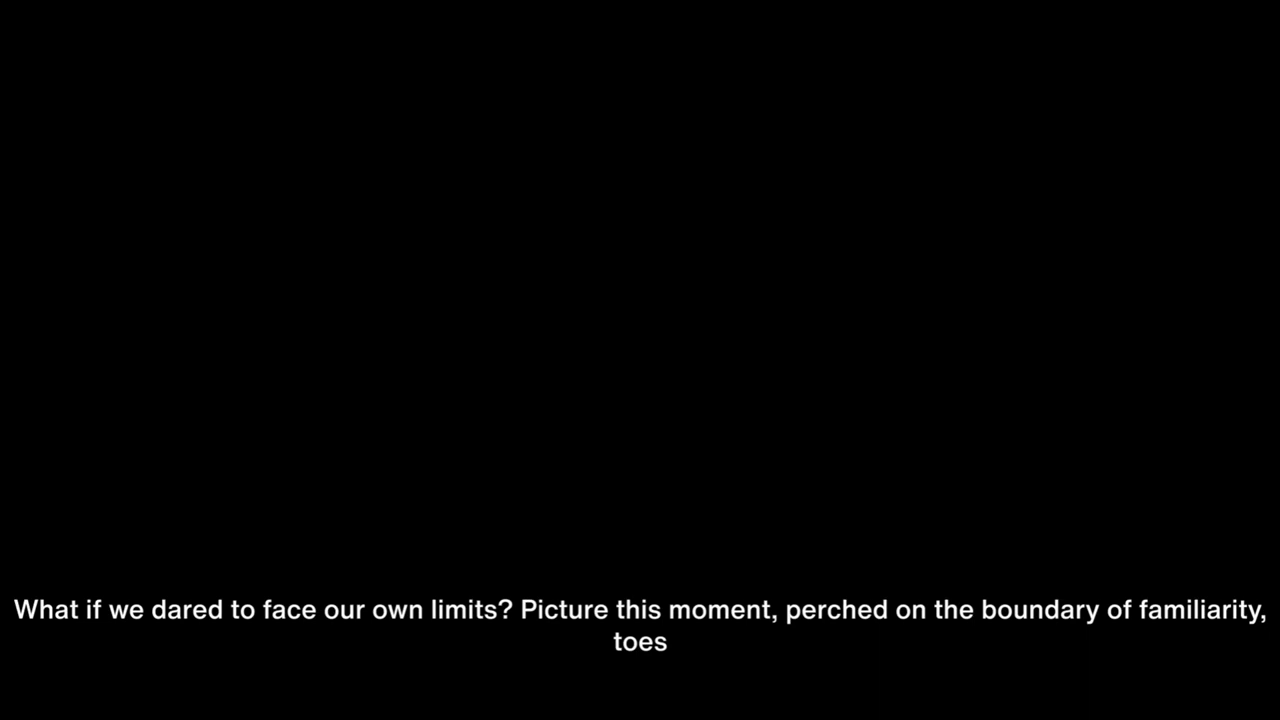 What if we dared to face our own limits? Picture this moment, perched on the boundary of familiarity,
toes